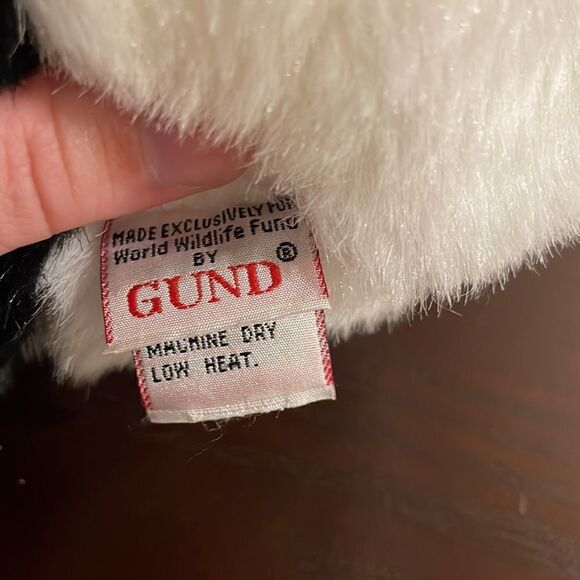 MADE EXCLUSIVELY FOR
World Wildlife Fund
BY
GUND®
MACHINE DRY
LOW HEAT.